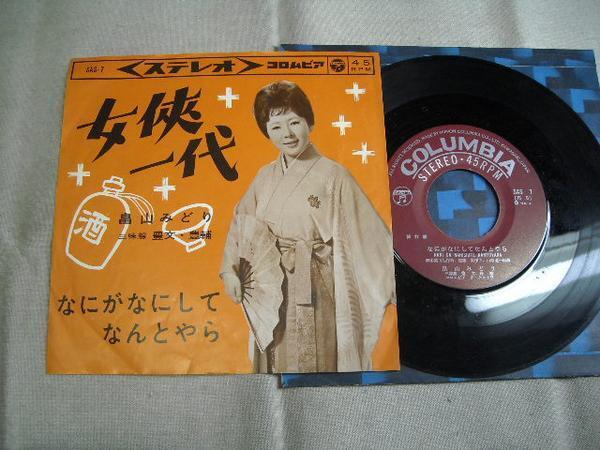 SAS-7
＜ステレオ＞
コロムビア
45
RPM
女侠
一代
酒
畠山みどり
三味線 豊文・豊輔
なにがなにして
なんとやら
COLUMBIA
STEREO・45RPM
SAS 7
なにがなにしてなんとやら
畠山みどり